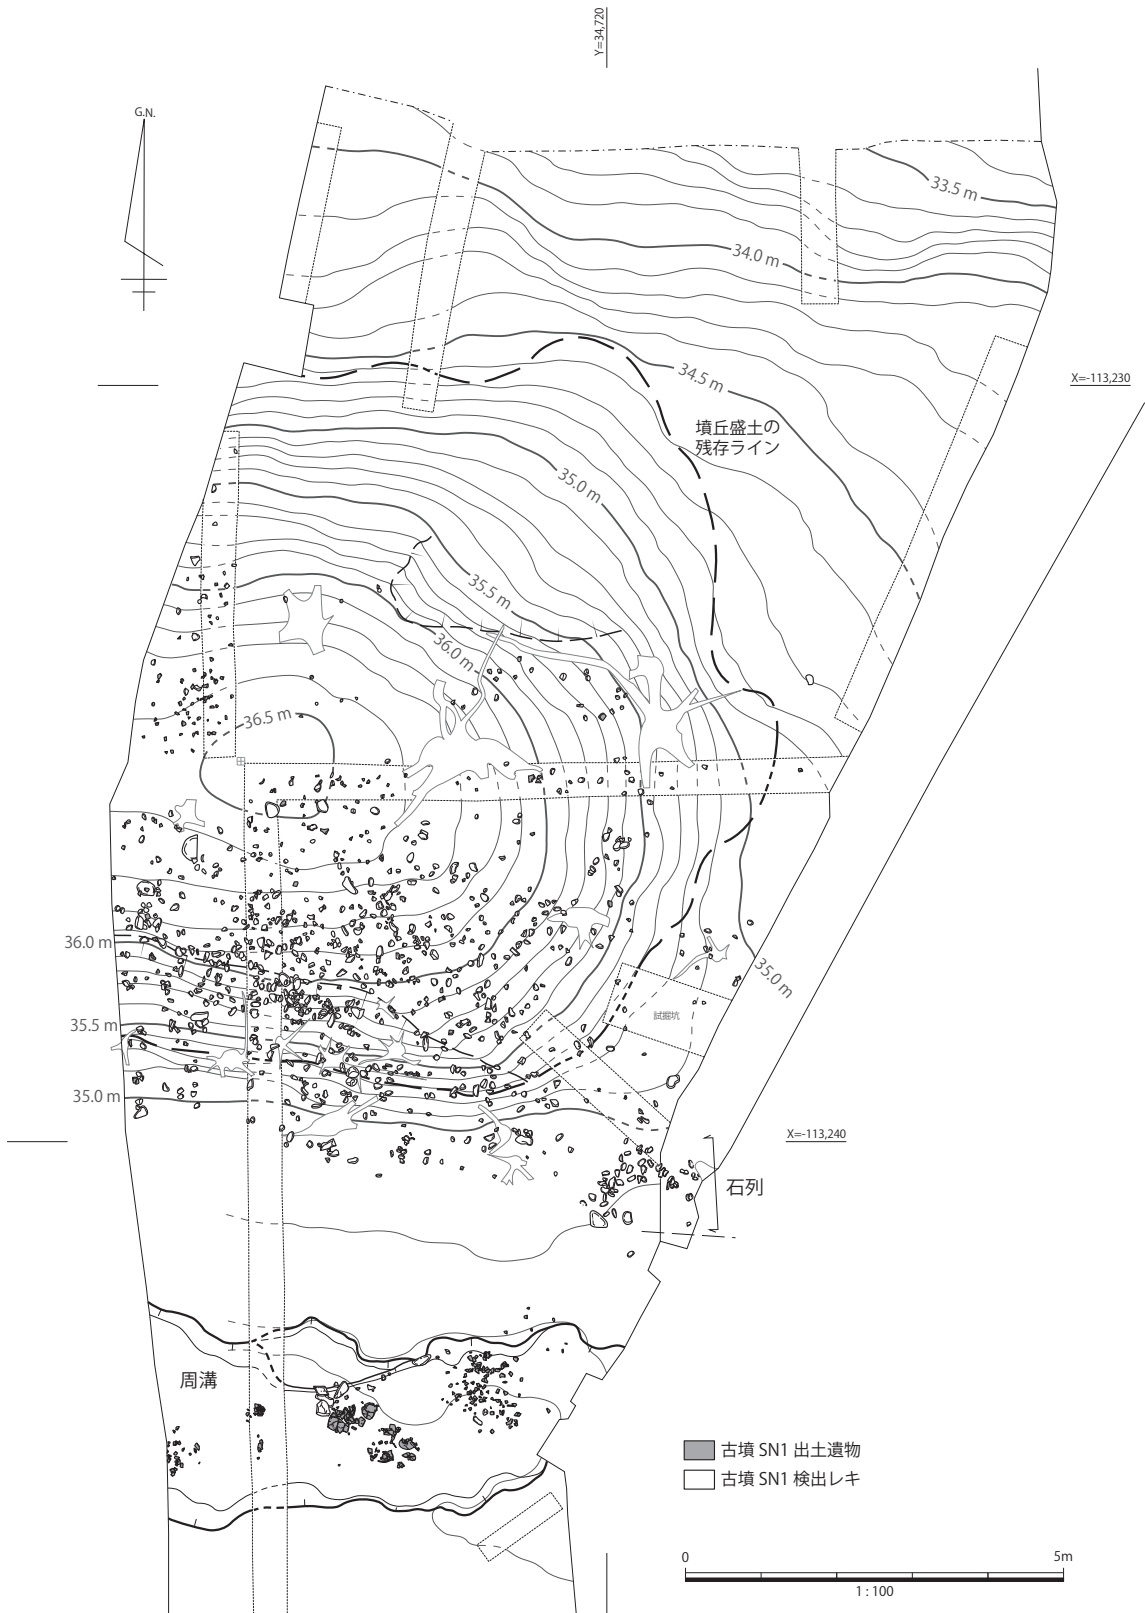 Y=34,720
G.N.
33.5 m
34.0 m
34.5 m
X=-113,230
墳丘盛土の
残存ライン
35.0 m
35.5 m
36.0 m
36.5 m
36.0 m
35.0 m
試掘坑
35.5 m
35.0 m
X=-113,240
石列
周溝
古墳 SN1 出土遺物
古墳 SN1 検出レキ
0 5m
1 : 100